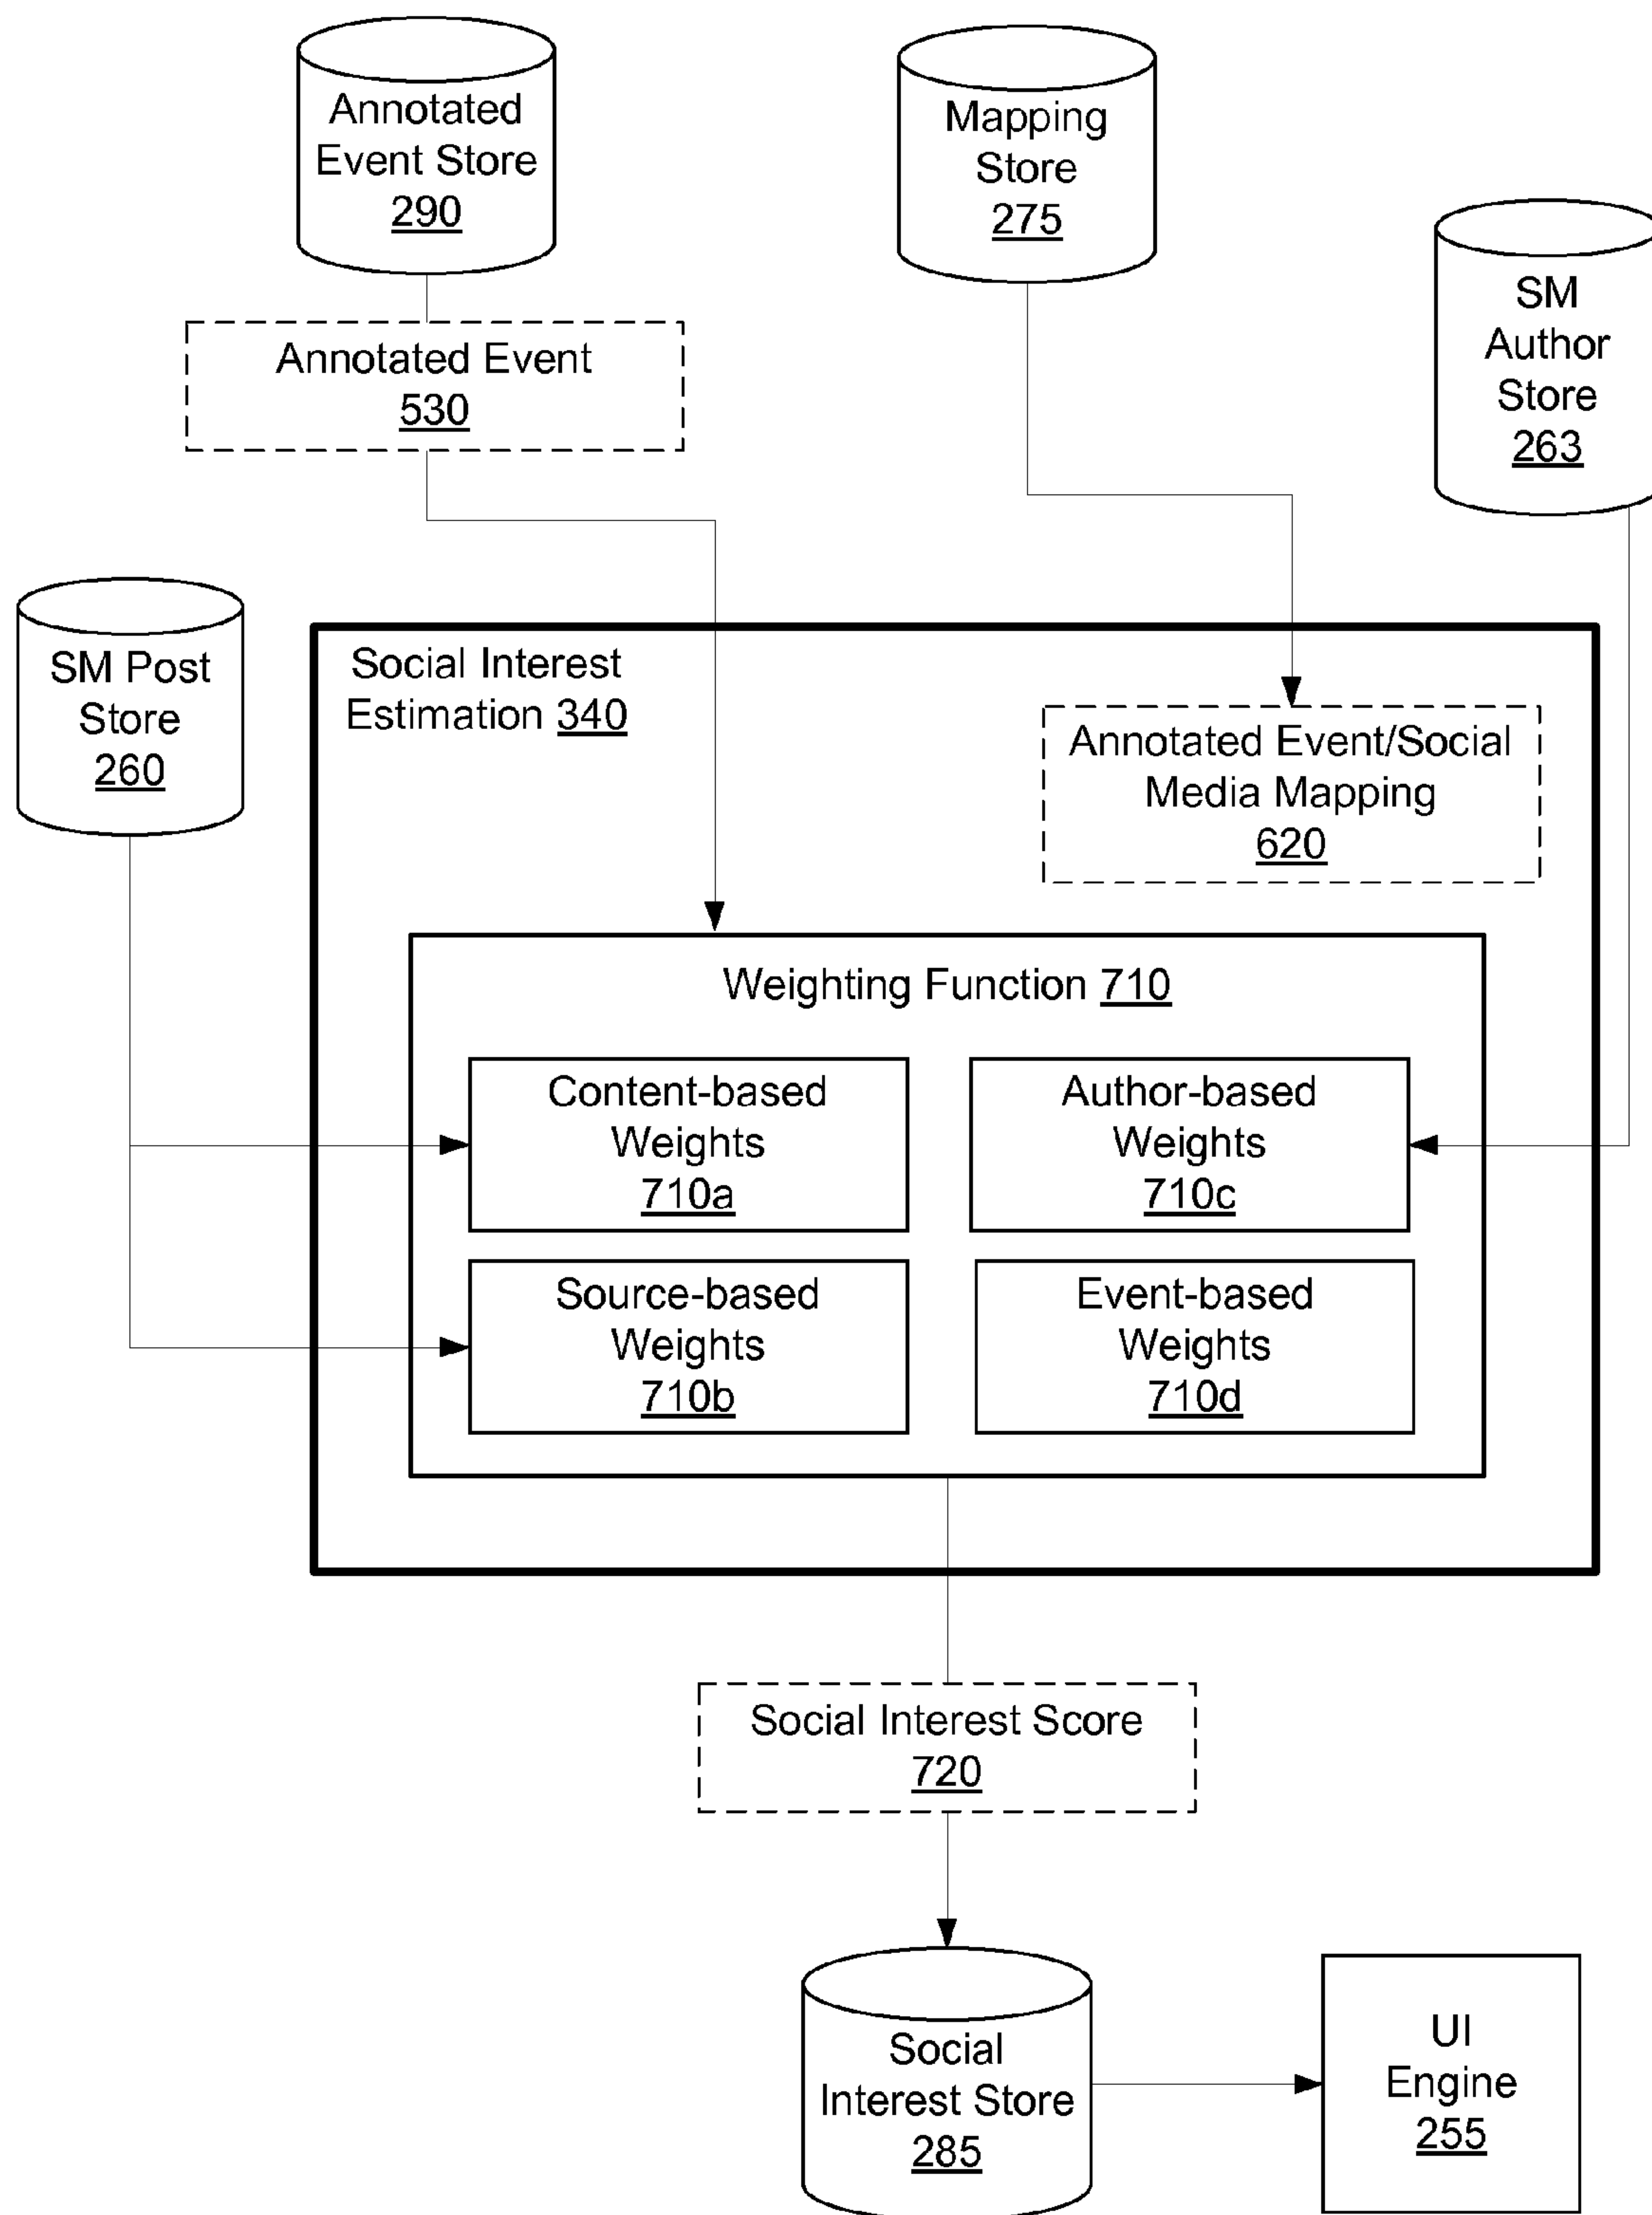 Annotated
Event Store
290
Mapping
Store
275
SM
Author
Store
263
Annotated Event
530
SM Post
Store
260
Social Interest
Estimation 340
Annotated Event/Social
Media Mapping
620
Weighting Function 710
Content-based
Weights
710a
Author-based
Weights
710c
Source-based
Weights
710b
Event-based
Weights
710d
Social Interest Score
720
Social
Interest Store
285
UI
Engine
255